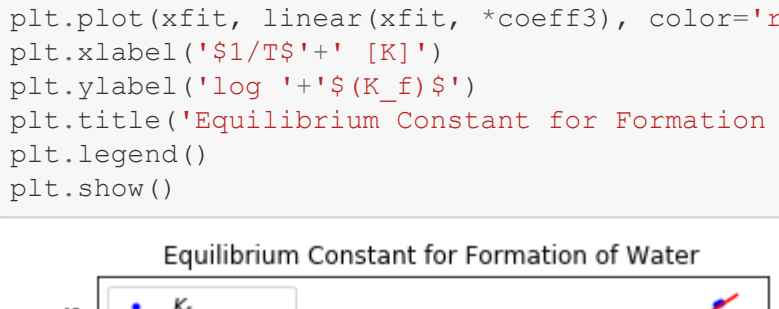 plt.plot(xfit, linear(xfit, *coeff3), color='r
plt.xlabel('$1/T$'+' [K]')
plt.ylabel('log '+'$(K_f)$')
plt.title('Equilibrium Constant for Formation
plt.legend()
plt.show()
Equilibrium Constant for Formation of Water